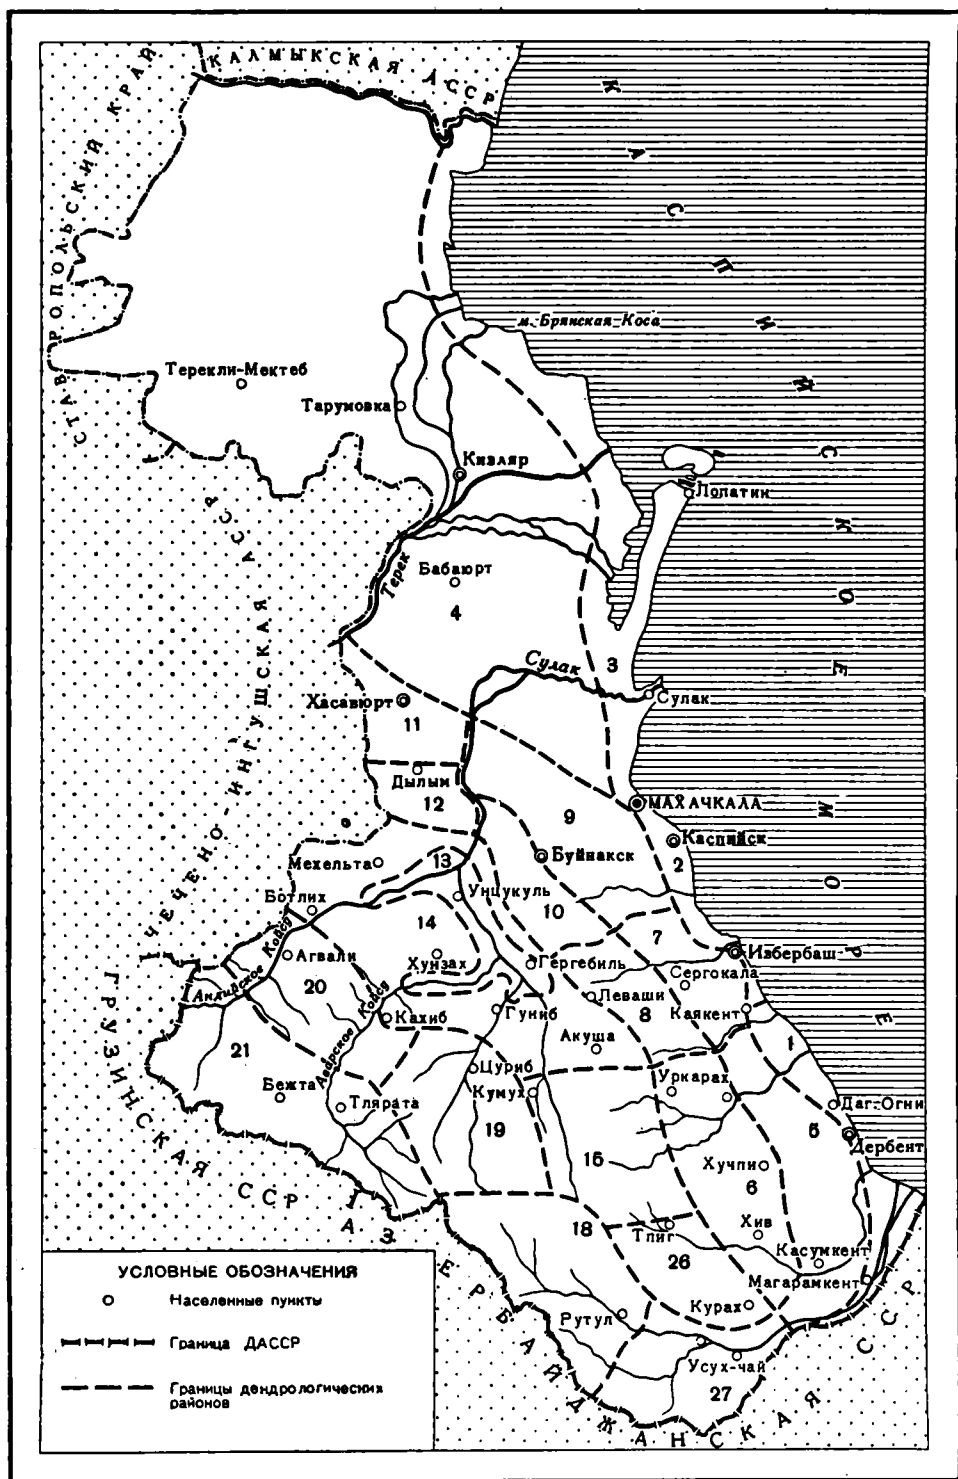 КАЛМЫКСКАЯ АССР
СТАВРОПОЛЬСКИЙ КРАЙ
КАСПИЙСКОЕ МОРЕ
м. Брянская Коса
Терекли-Мектеб
Тарумовка
Кизляр
Лопатин
ЧЕЧЕНО-ИНГУШСКАЯ АССР
Терек
Бабаюрт
4
Сулак
3
Сулак
Хасавюрт
11
Дылым
12
МАХАЧКАЛА
9
Каспийск
2
Буйнакск
Мехельта
13
Унцукуль
Ботлих
10
14
7
Избербаш
Андийское Койсу
Агвали
Хунзах
Гергебиль
Сергокала
20
Аварское Койсу
Леваши
Каякент
Кахиб
Гуниб
8
21
Акуша
1
Цуриб
Бежта
Кумух
Уркарах
Тлярата
Даг-Огни
19
5
Дербент
15
Хучпи
6
ГРУЗИНСКАЯ ССР
18
Тпиг
Хив
26
Касумкент
Магарамкент
Рутул
Курах
Усух-чай
27
АЗЕРБАЙДЖАНСКАЯ ССР
УСЛОВНЫЕ ОБОЗНАЧЕНИЯ
Населенные пункты
Граница ДАССР
Границы дендрологических
районов